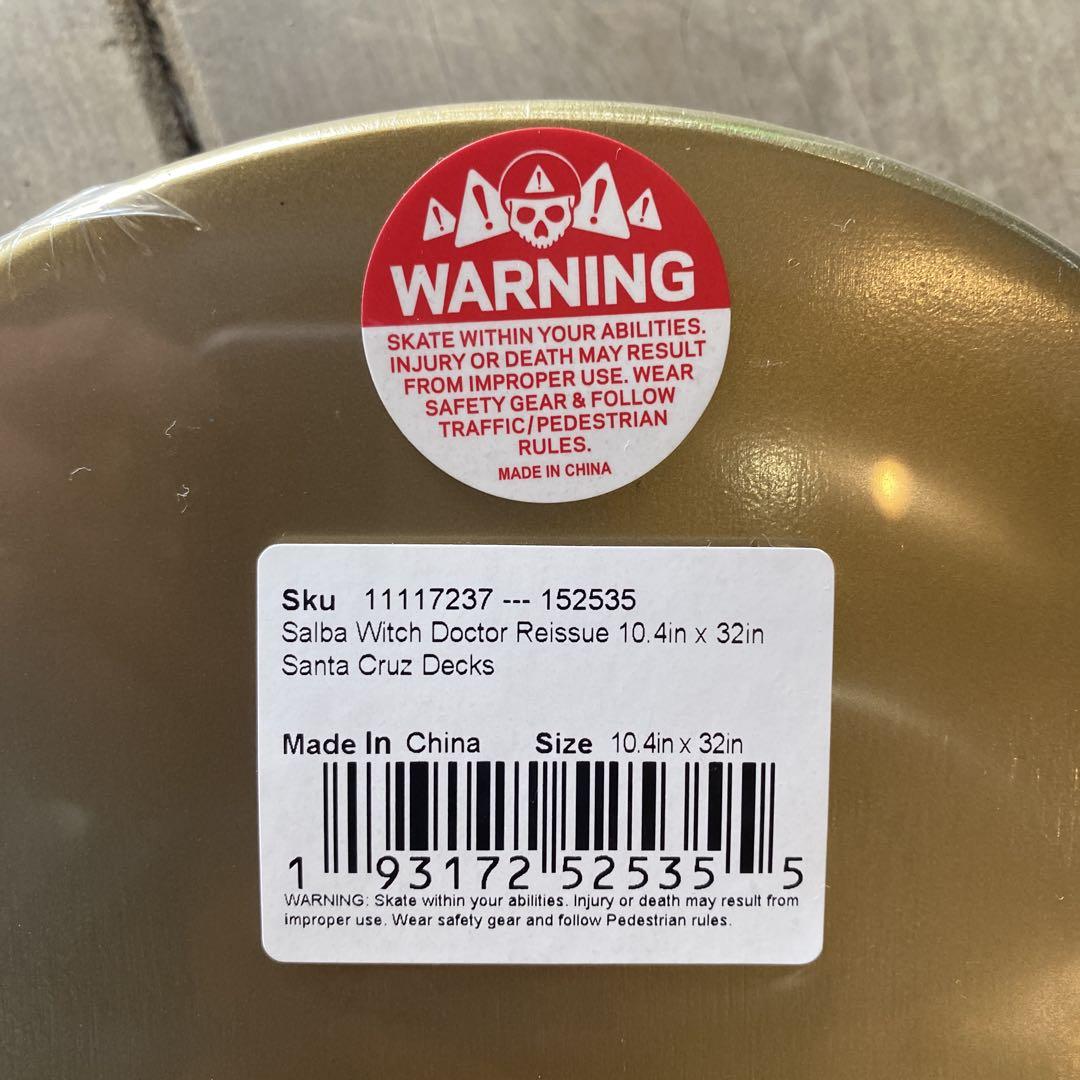 WARNING
SKATE WITHIN YOUR ABILITIES.
INJURY OR DEATH MAY RESULT
FROM IMPROPER USE. WEAR
SAFETY GEAR & FOLLOW
TRAFFIC/PEDESTRIAN
RULES.
MADE IN CHINA
Sku 11117237 --- 152535
Salba Witch Doctor Reissue 10.4in x 32in
Santa Cruz Decks
Made In China Size 10.4in x 32in
1 93172 52535 5
WARNING: Skate within your abilities. Injury or death may result from
improper use. Wear safety gear and follow Pedestrian rules.